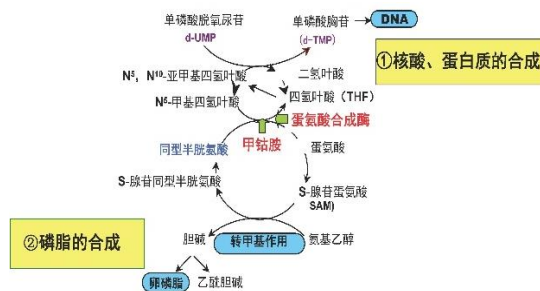 单磷酸脱氧尿苷
d-UMP
单磷酸胸苷
(d-TMP)
DNA
①核酸、蛋白质的合成
N⁵，N¹⁰-亚甲基四氢叶酸
二氢叶酸
N⁵-甲基四氢叶酸
四氢叶酸（THF）
蛋氨酸合成酶
同型半胱氨酸
甲钴胺
蛋氨酸
S-腺苷同型半胱氨酸
S-腺苷蛋氨酸
SAM)
②磷脂的合成
胆碱
转甲基作用
氨基乙醇
卵磷脂
乙酰胆碱